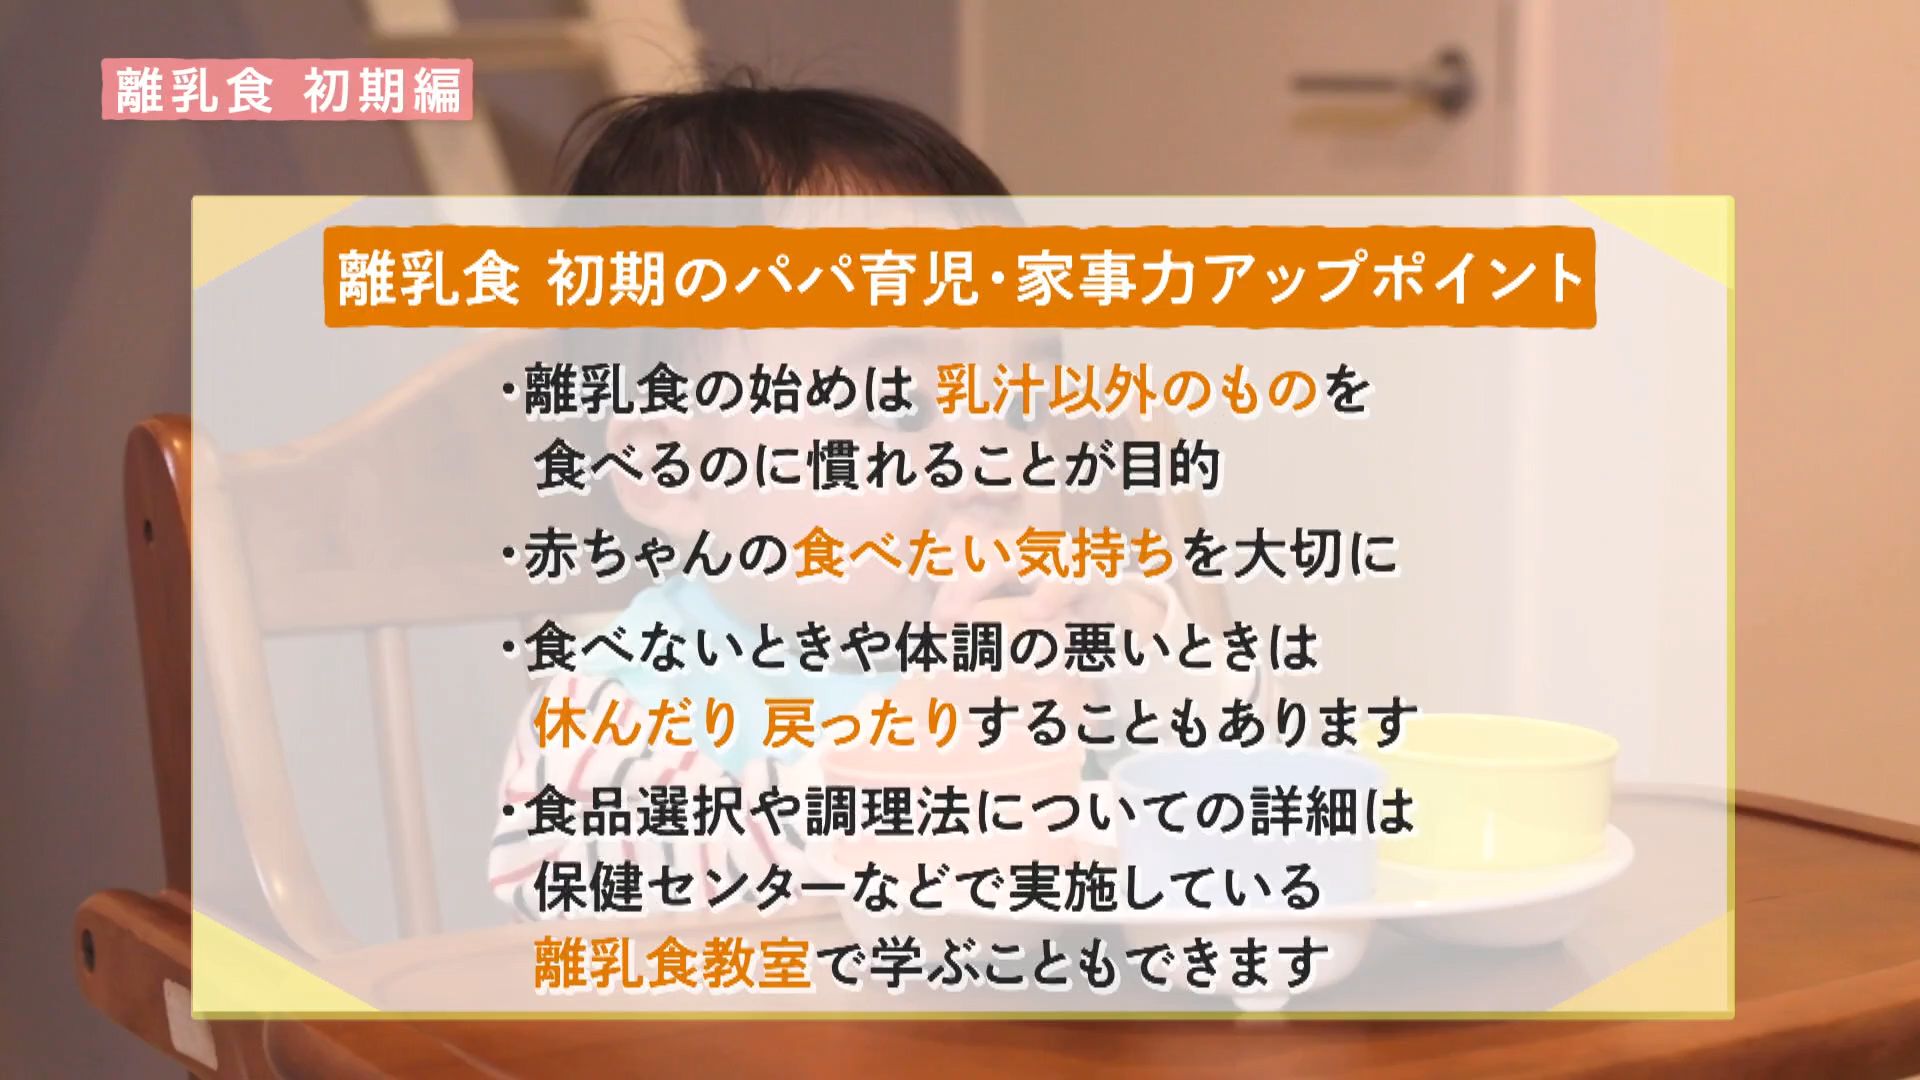 離乳食 初期編
離乳食 初期のパパ育児・家事力アップポイント
・離乳食の始めは 乳汁以外のものを
食べるのに慣れることが目的
・赤ちゃんの食べたい気持ちを大切に
・食べないときや体調の悪いときは
休んだり 戻ったりすることもあります
・食品選択や調理法についての詳細は
保健センターなどで実施している
離乳食教室で学ぶこともできます